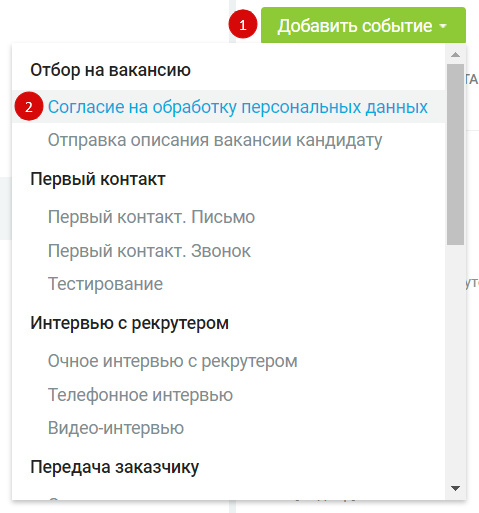 1 Добавить событие
Отбор на вакансию
2 Согласие на обработку персональных данных
Отправка описания вакансии кандидату
Первый контакт
Первый контакт. Письмо
Первый контакт. Звонок
Тестирование
Интервью с рекрутером
Очное интервью с рекрутером
Телефонное интервью
Видео-интервью
Передача заказчику